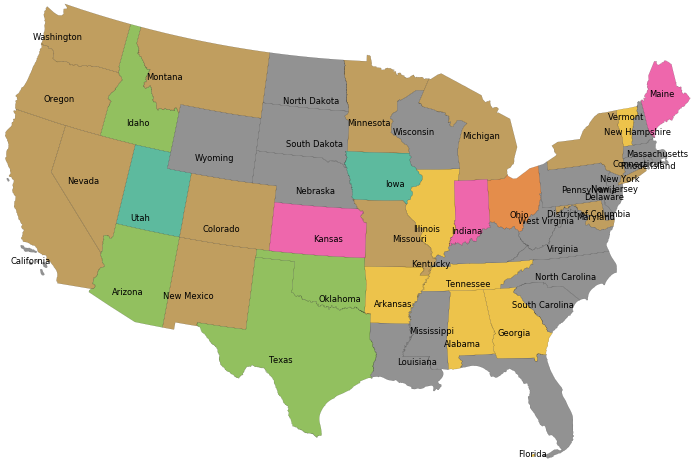 Washington
Montana
Oregon
Idaho
North Dakota
Minnesota
Wisconsin
Michigan
Maine
Vermont
New Hampshire
South Dakota
Wyoming
Massachusetts
Connecticut
Rhode Island
Nevada
Utah
Nebraska
Iowa
New York
Pennsylvania
New Jersey
Delaware
Colorado
Kansas
Missouri
Illinois
Indiana
Ohio
West Virginia
District of Columbia
Maryland
Virginia
California
Kentucky
Arizona
New Mexico
Oklahoma
Arkansas
Tennessee
North Carolina
South Carolina
Texas
Mississippi
Alabama
Georgia
Louisiana
Florida